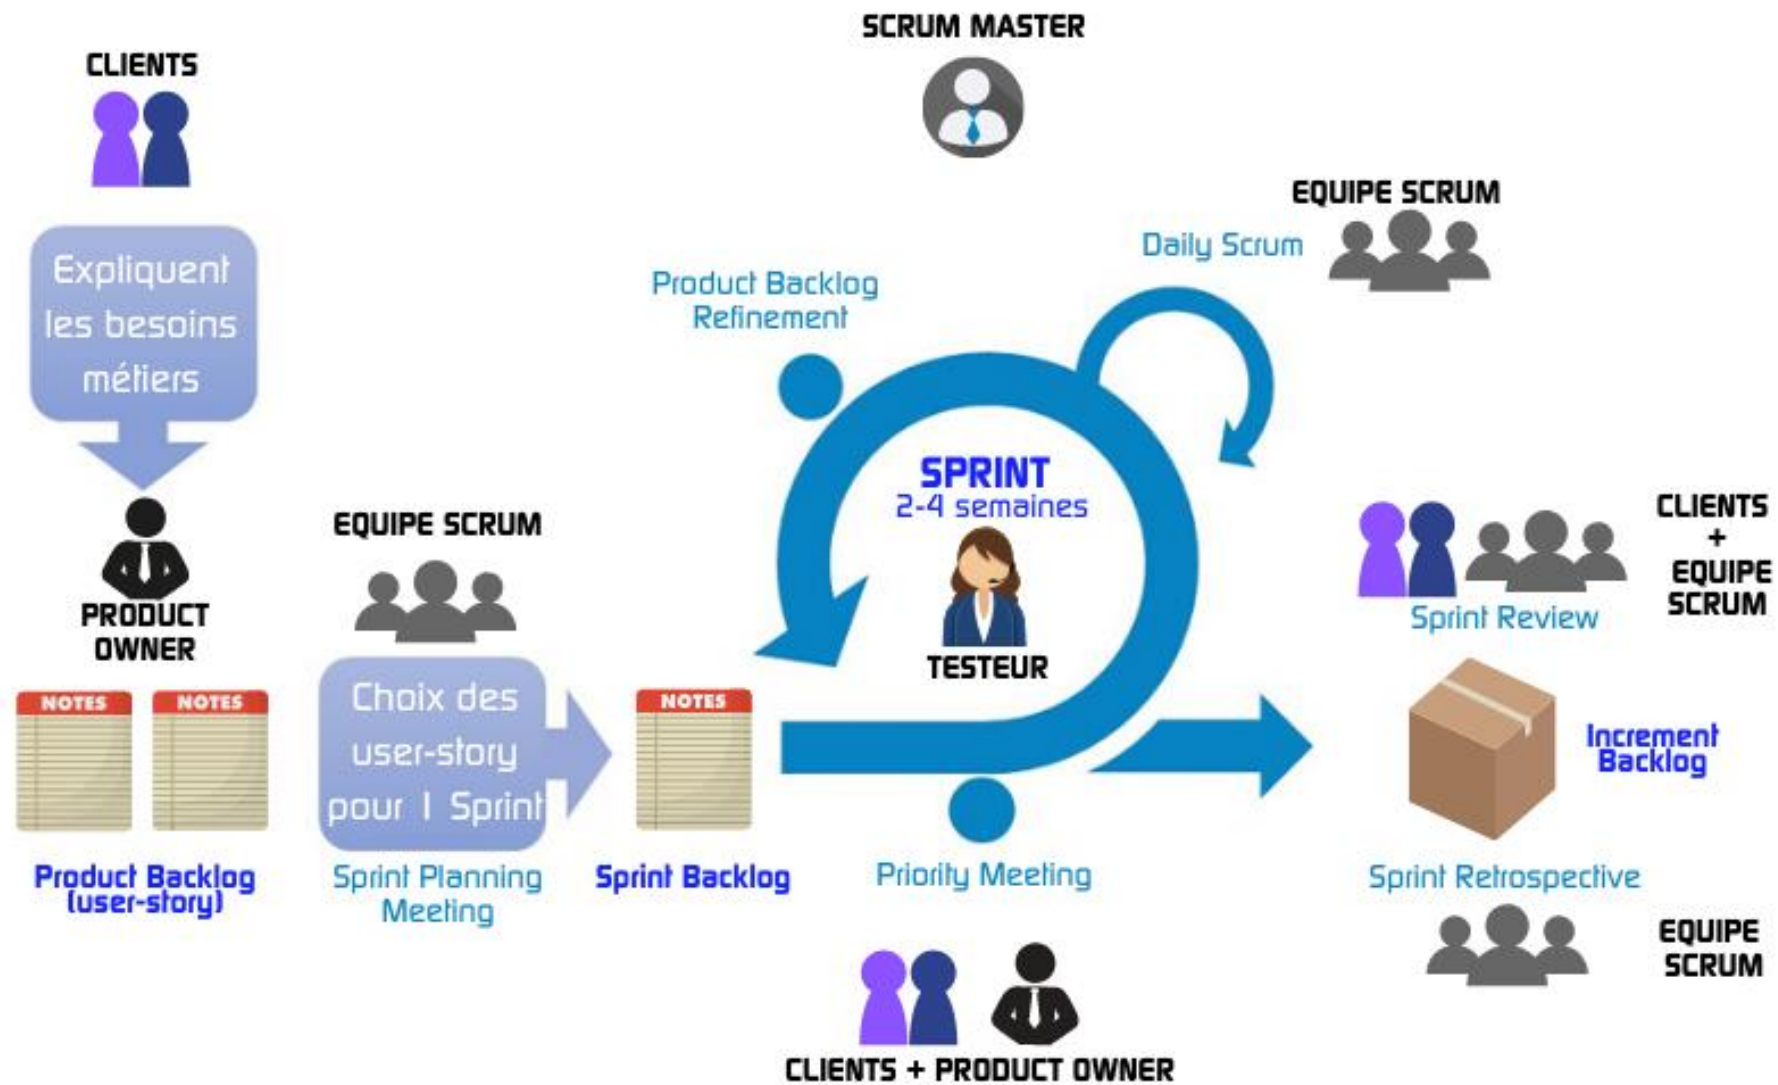 SCRUM MASTER
CLIENTS
Expliquent
les besoins
métiers
PRODUCT
OWNER
NOTES
NOTES
Product Backlog
(user-story)
EQUIPE SCRUM
Choix des
user-story
pour 1 Sprint
Sprint Planning
Meeting
NOTES
Sprint Backlog
Product Backlog
Refinement
Daily Scrum
EQUIPE SCRUM
SPRINT
2-4 semaines
TESTEUR
Priority Meeting
CLIENTS + PRODUCT OWNER
CLIENTS
+
EQUIPE
SCRUM
Sprint Review
Increment
Backlog
Sprint Retrospective
EQUIPE
SCRUM